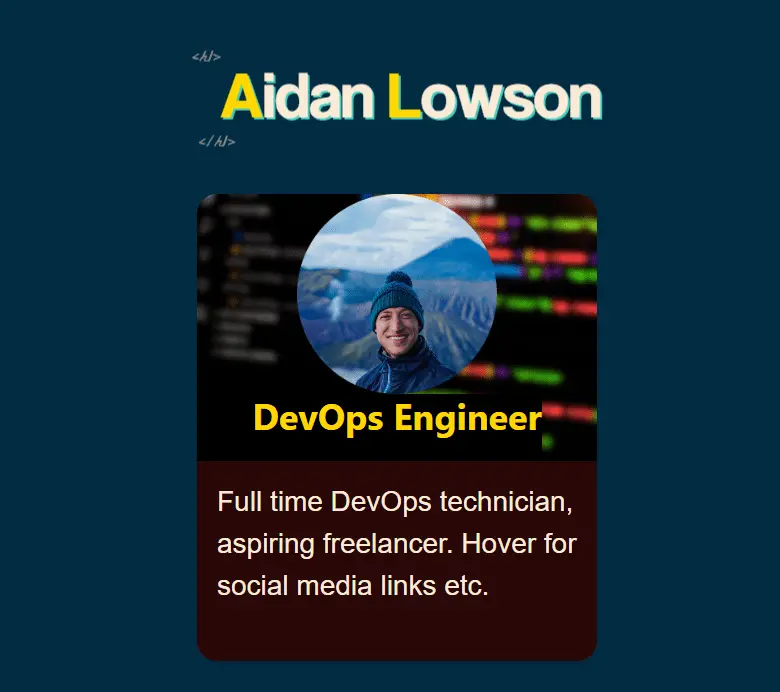 <h1>
Aidan Lowson
</h1>
DevOps Engineer
Full time DevOps technician,
aspiring freelancer. Hover for
social media links etc.